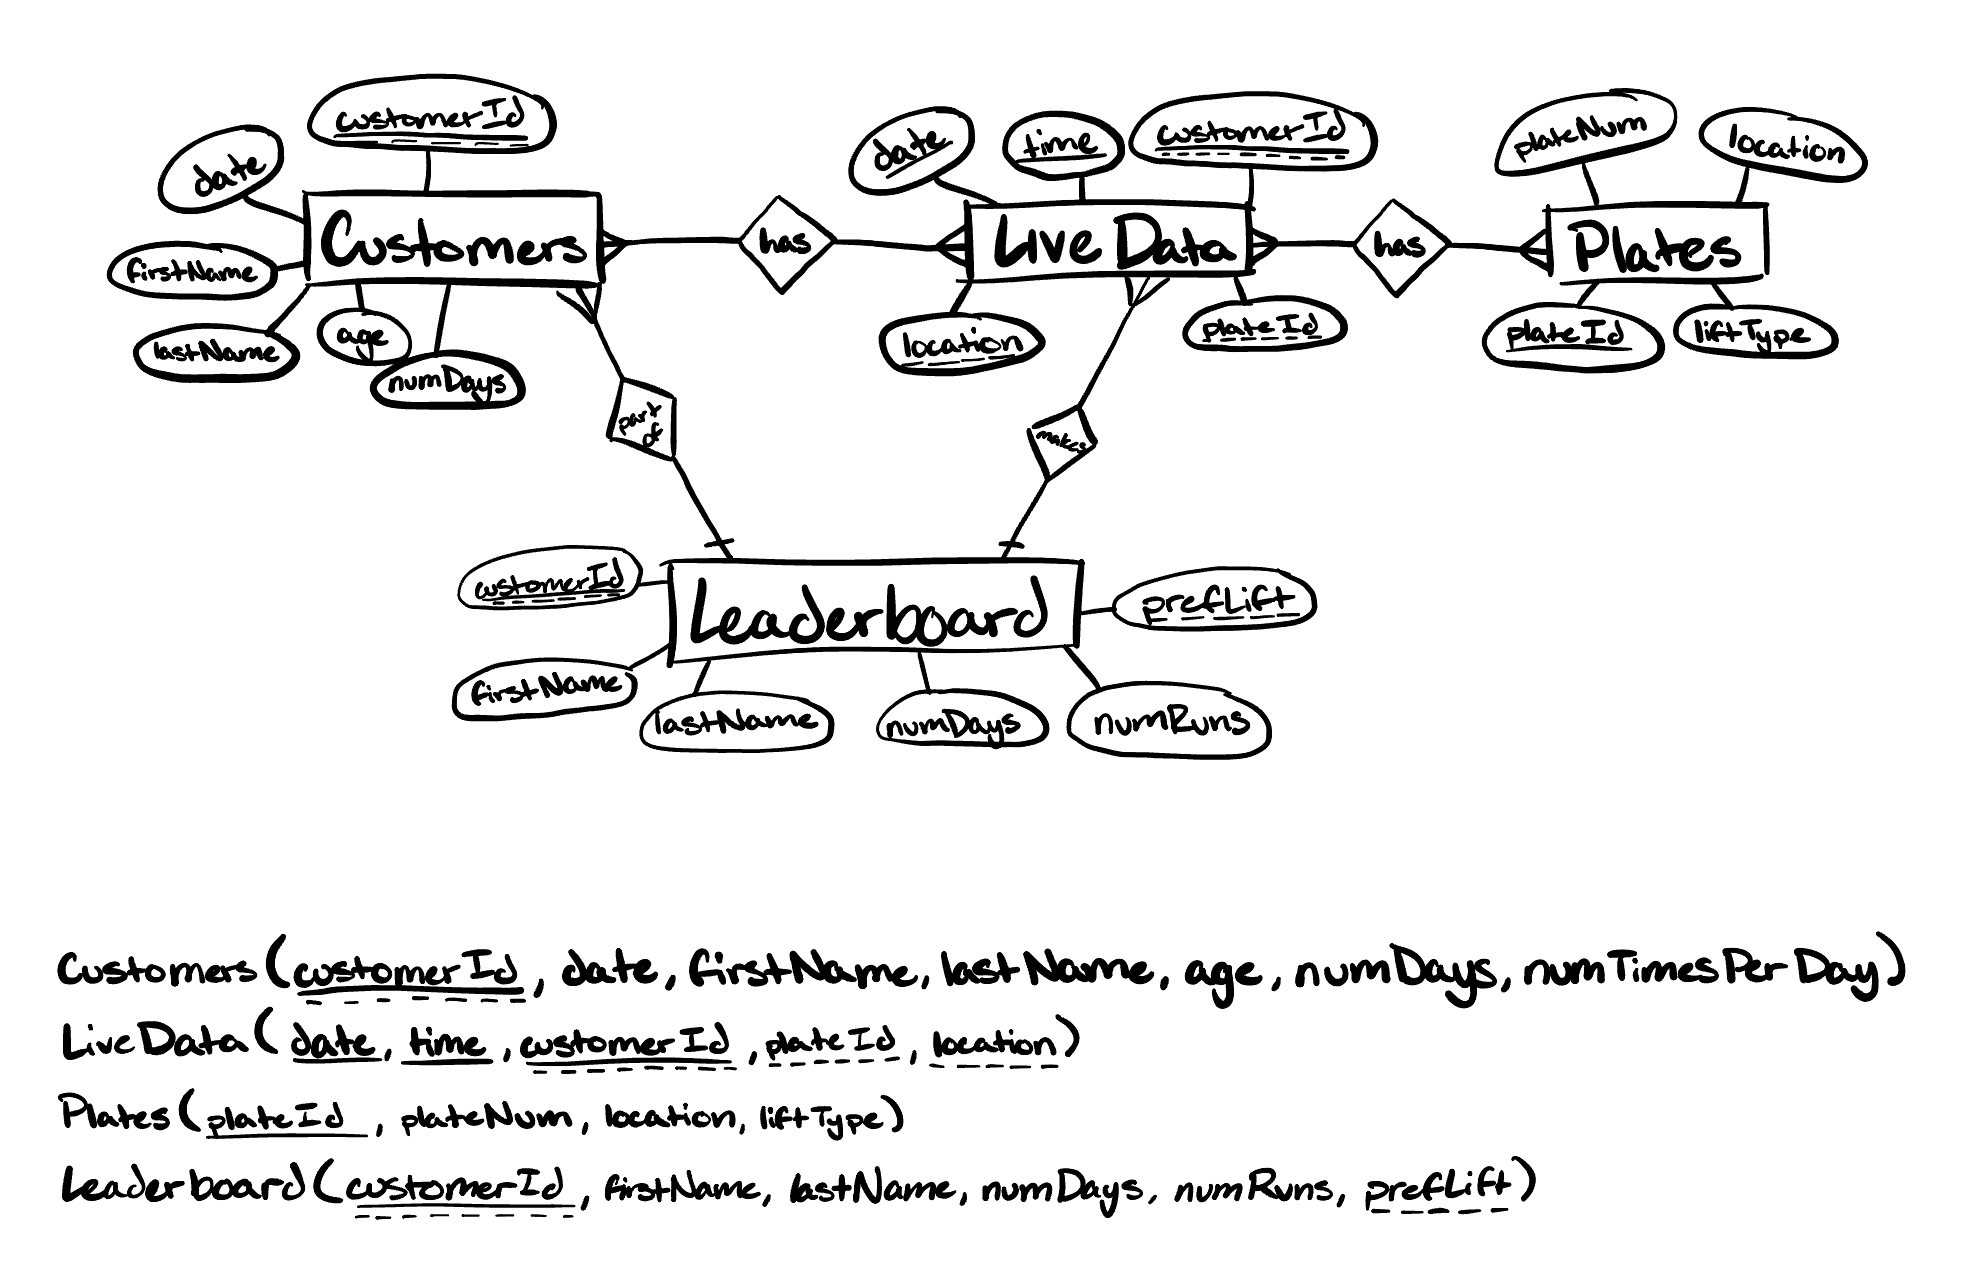 customerId
date
firstName
lastName
age
numDays
Customers
has
date
time
customerId
Live Data
location
plateId
has
plateNum
location
Plates
plateId
liftType
part of
makes
customerId
firstName
lastName
numDays
numRuns
prefLift
Leaderboard
Customers(customerId, date, firstName, lastName, age, numDays, numTimesPerDay)
LiveData(date, time, customerId, plateId, location)
Plates(plateId, plateNum, location, liftType)
Leaderboard(customerId, firstName, lastName, numDays, numRuns, prefLift)